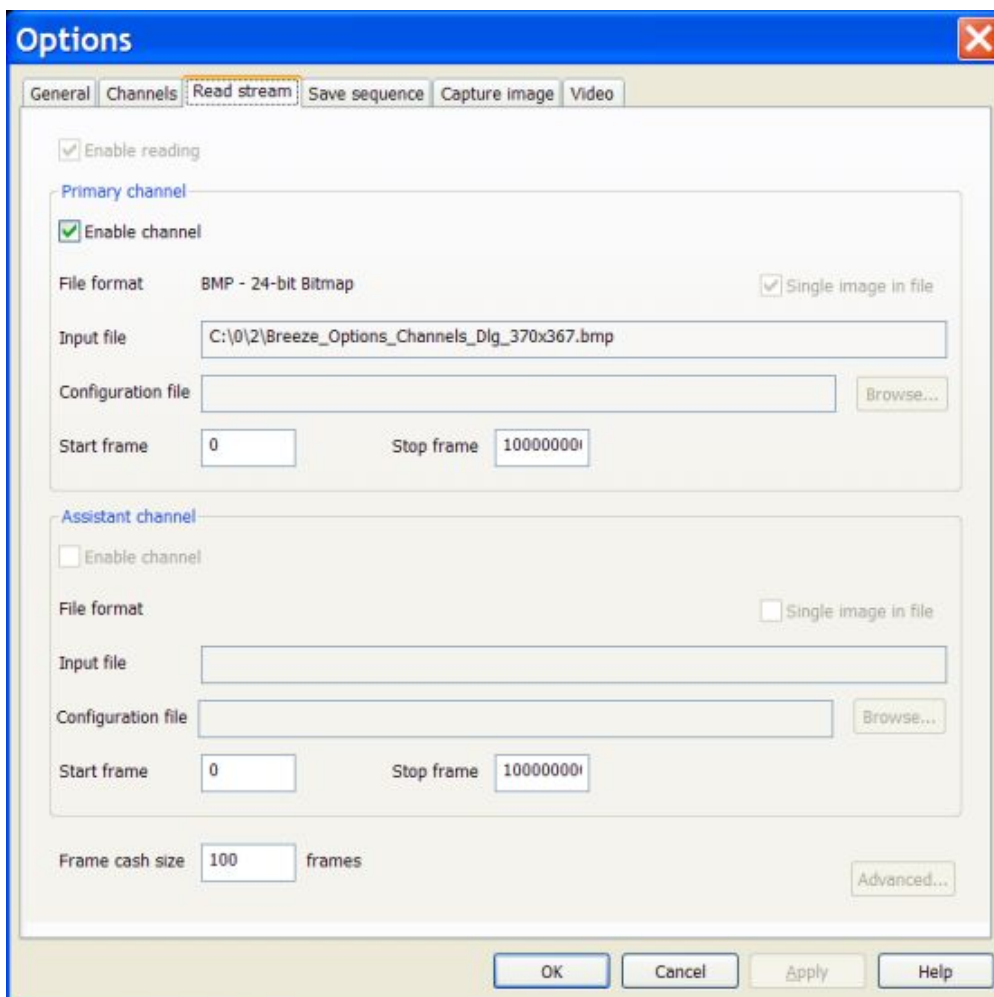 Options
General Channels Read stream Save sequence Capture image Video
Enable reading
Primary channel
Enable channel
File format BMP - 24-bit Bitmap Single image in file
Input file C:\0\2\Breeze_Options_Channels_Dlg_370x367.bmp
Configuration file Browse...
Start frame 0 Stop frame 100000000
Assistant channel
Enable channel
File format Single image in file
Input file
Configuration file Browse...
Start frame 0 Stop frame 100000000
Frame cash size 100 frames
Advanced...
OK Cancel Apply Help